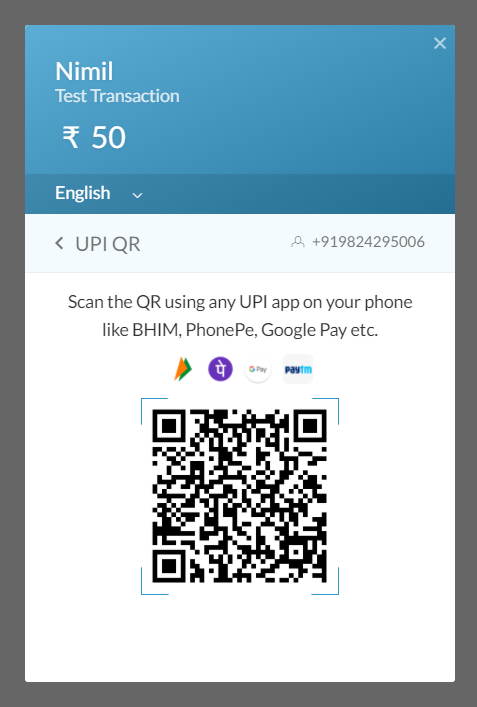 Nimil
Test Transaction
₹ 50
English
UPI QR +919824295006
Scan the QR using any UPI app on your phone
like BHIM, PhonePe, Google Pay etc.
पे G Pay paytm